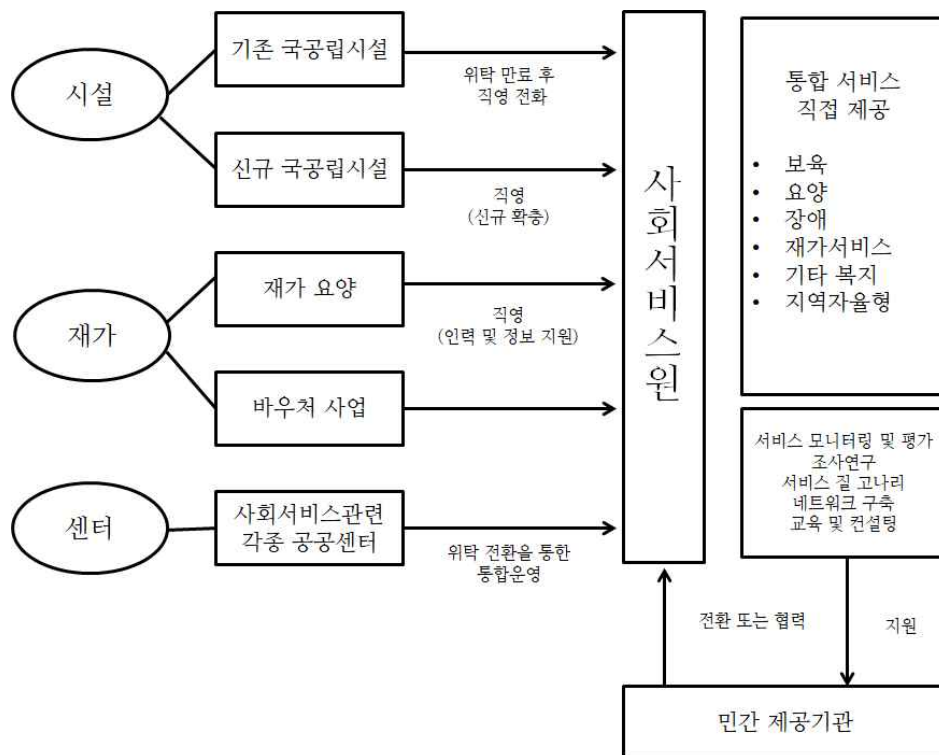 시설
기존 국공립시설
위탁 만료 후
직영 전화
신규 국공립시설
직영
(신규 확충)
재가
재가 요양
직영
(인력 및 정보 지원)
바우처 사업
센터
사회서비스관련
각종 공공센터
위탁 전환을 통한
통합운영
사회서비스원
통합 서비스
직접 제공
• 보육
• 요양
• 장애
• 재가서비스
• 기타 복지
• 지역자율형
서비스 모니터링 및 평가
조사연구
서비스 질 고나리
네트워크 구축
교육 및 컨설팅
전환 또는 협력
지원
민간 제공기관